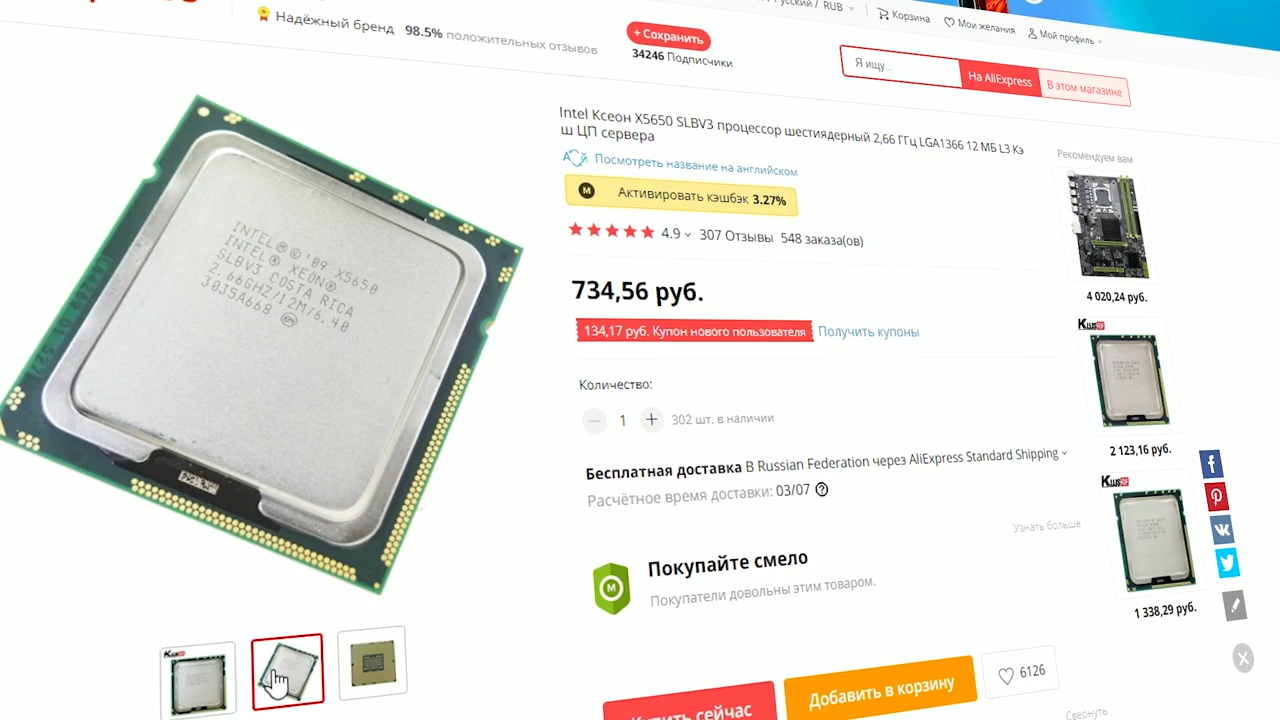 Русский / RUB
Корзина
Мои желания
Мой профиль
Надёжный бренд 98.5% положительных отзывов
+ Сохранить
34246 Подписчики
Я ищу...
На AliExpress
В этом магазине
Intel Ксеон X5650 SLBV3 процессор шестиядерный 2,66 ГГц LGA1366 12 МБ L3 Кэ
ш ЦП сервера
Посмотреть название на английском
M Активировать кэшбэк 3.27%
4.9 307 Отзывы 548 заказа(ов)
734,56 руб.
134,17 руб. Купон нового пользователя Получить купоны
Количество:
1 + 302 шт. в наличии
Бесплатная доставка В Russian Federation через AliExpress Standard Shipping
Расчётное время доставки: 03/07
Узнать больше
M
Покупайте смело
Покупатели довольны этим товаром.
Купить сейчас
Добавить в корзину
6126
Свернуть
Рекомендуем вам
4 020,24 руб.
2 123,16 руб.
1 338,29 руб.
INTEL® ©'09 X5650
INTEL® XEON®
SLBV3 COSTA RICA
2.66GHZ/12M/6.40
3035A668